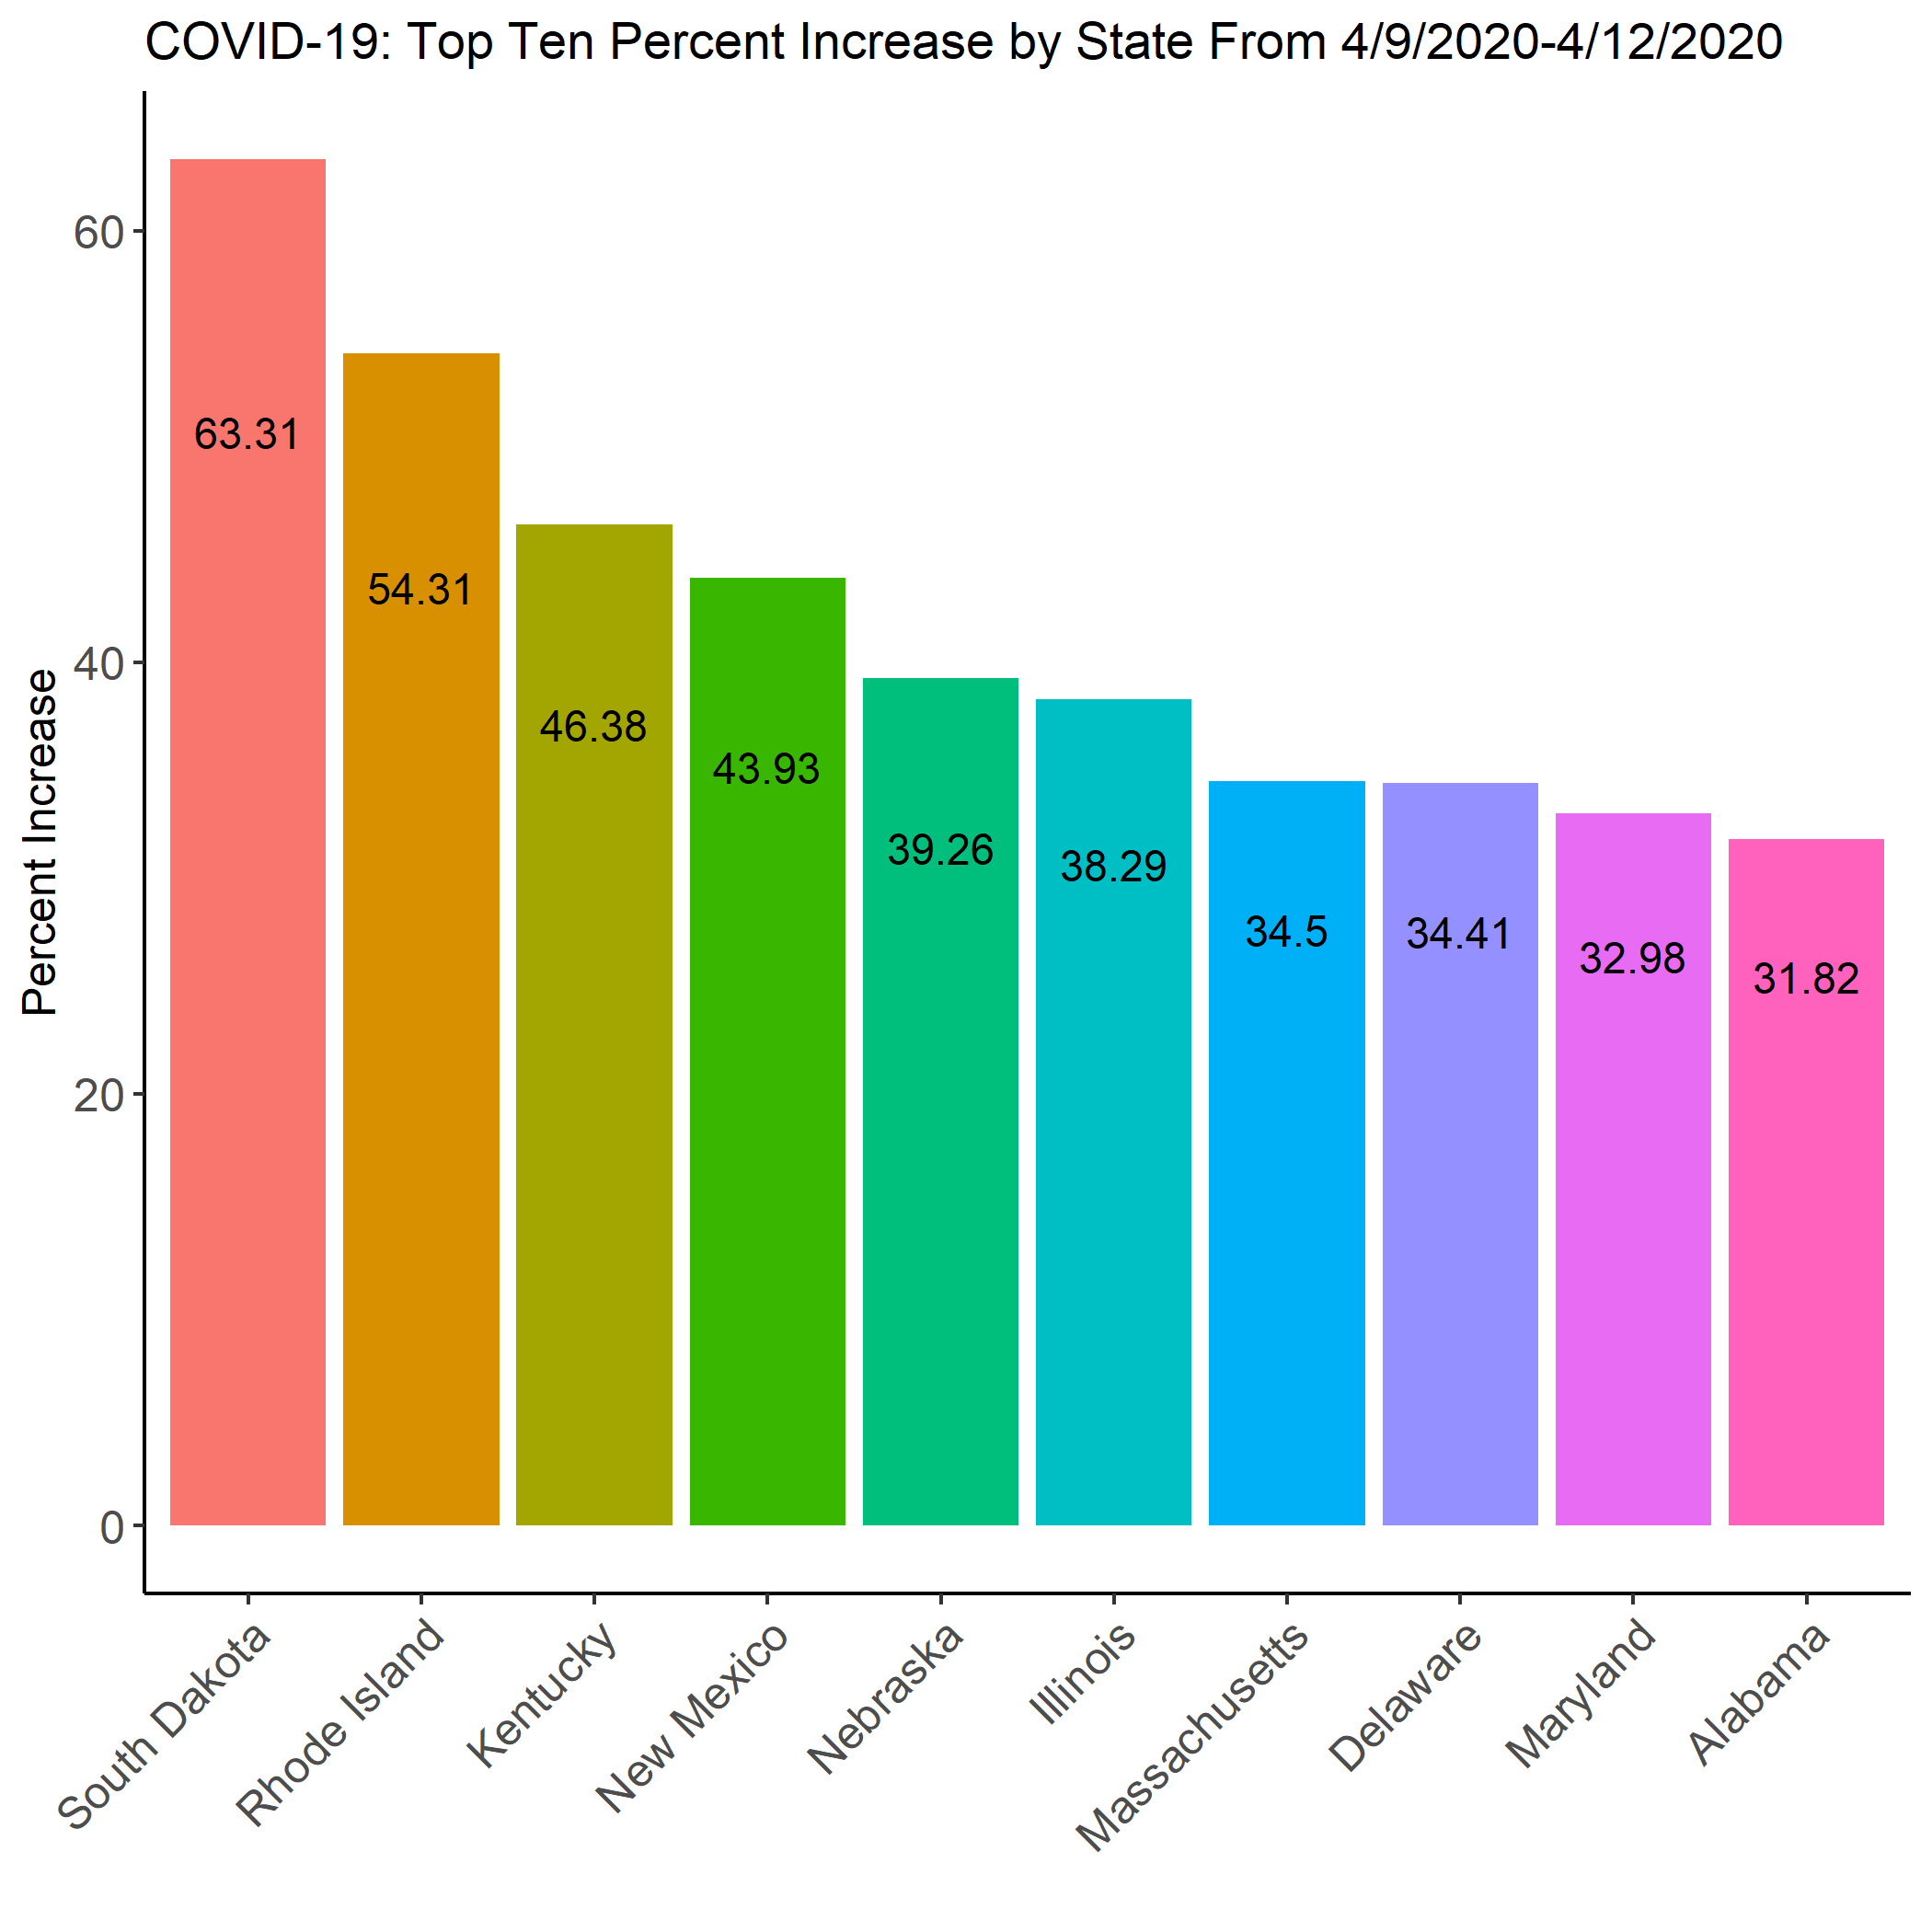 COVID-19: Top Ten Percent Increase by State From 4/9/2020-4/12/2020
Percent Increase
60
40
20
0
63.31
54.31
46.38
43.93
39.26
38.29
34.5
34.41
32.98
31.82
South Dakota
Rhode Island
Kentucky
New Mexico
Nebraska
Illinois
Massachusetts
Delaware
Maryland
Alabama